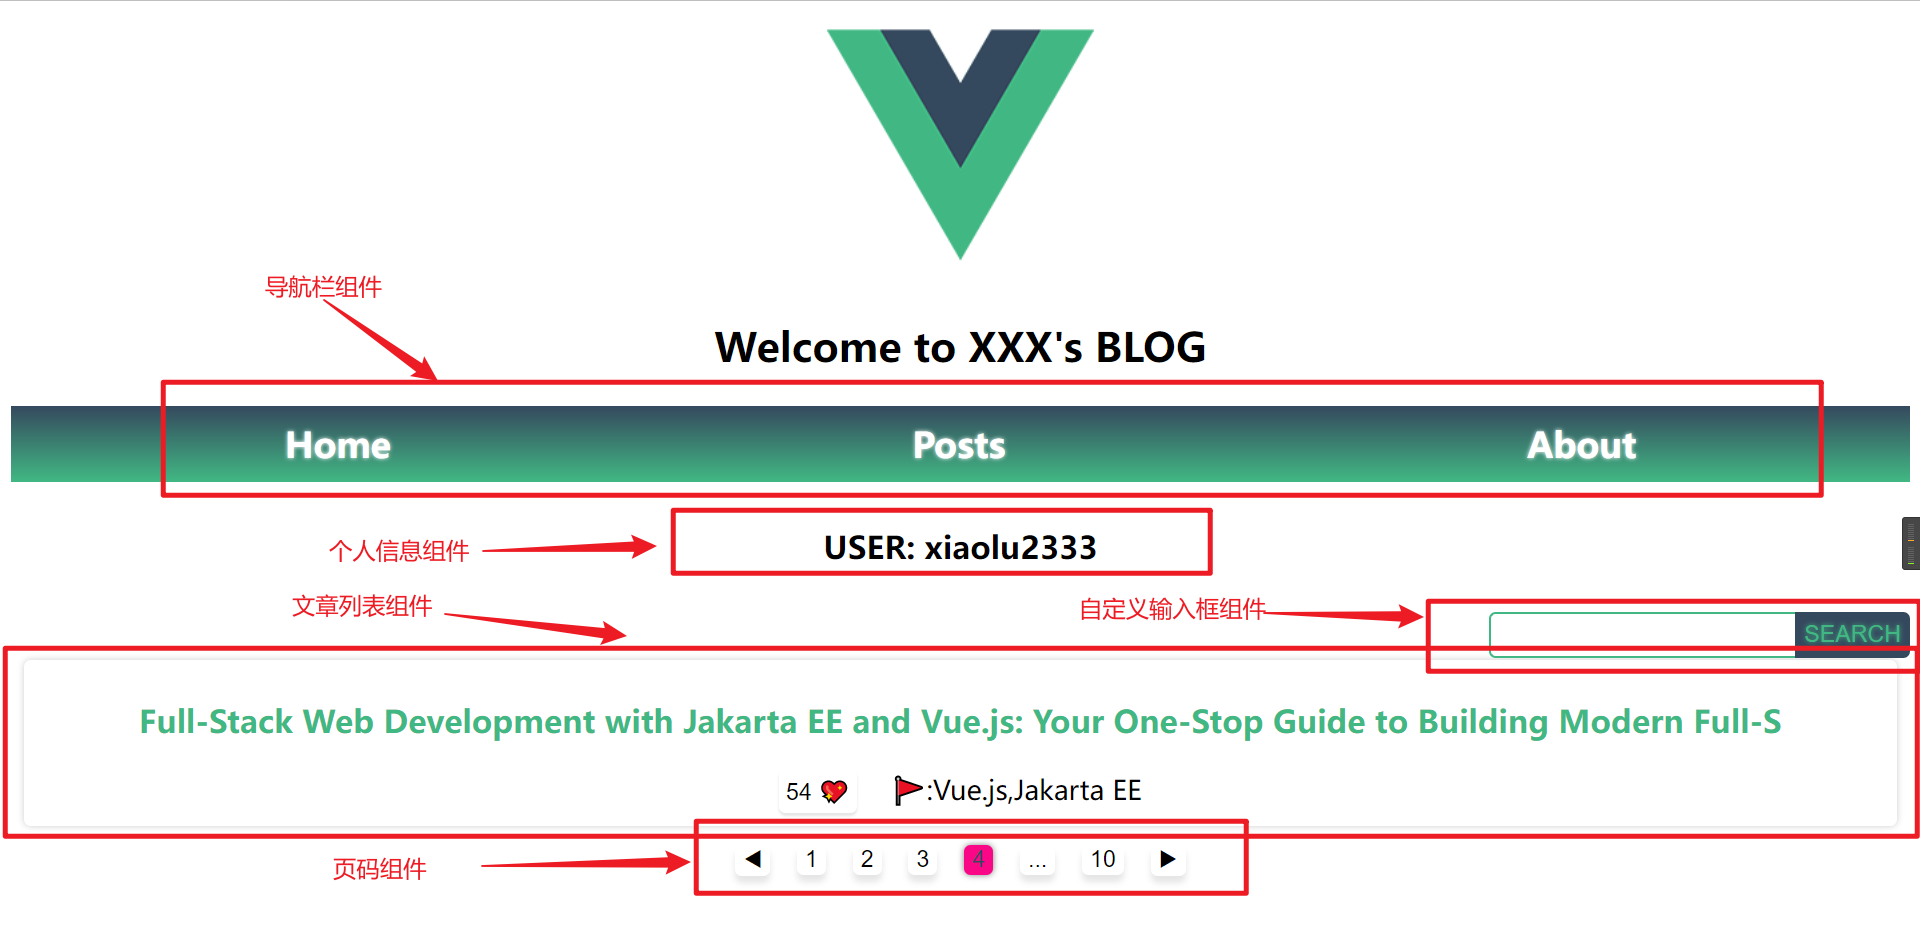 导航栏组件
Welcome to XXX's BLOG
Home Posts About
个人信息组件
USER: xiaolu2333
文章列表组件
自定义输入框组件
SEARCH
Full-Stack Web Development with Jakarta EE and Vue.js: Your One-Stop Guide to Building Modern Full-S
54 💖 🚩:Vue.js,Jakarta EE
页码组件
◀ 1 2 3 4 ... 10 ▶